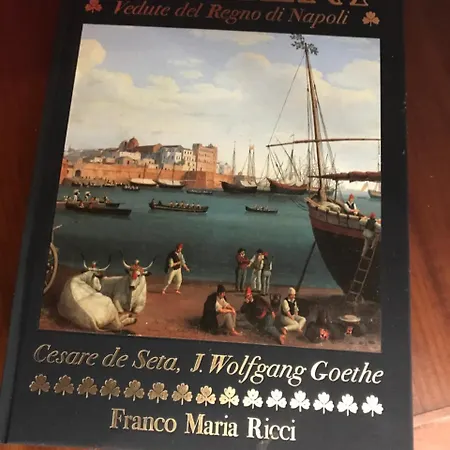 Vedute del Regno di Napoli
Cesare de Seta, J. Wolfgang Goethe
Franco Maria Ricci